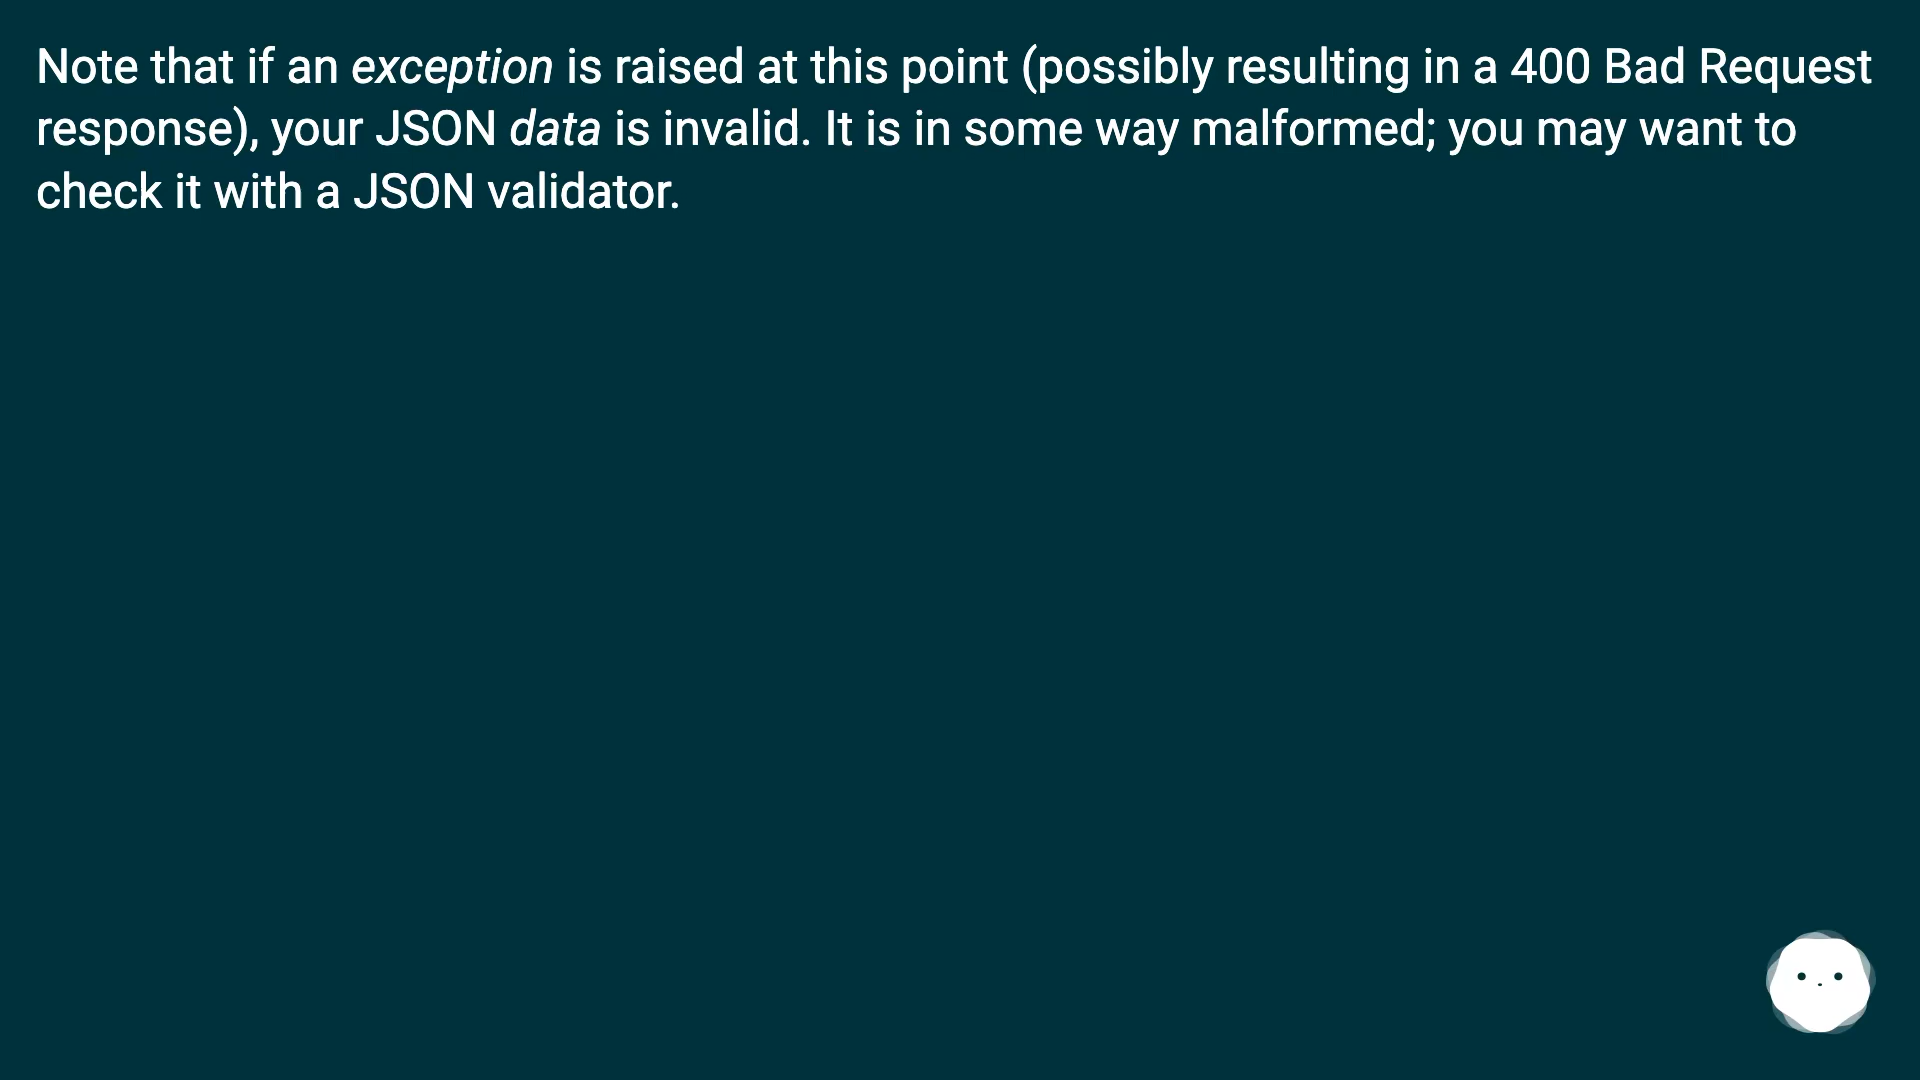 Note that if an exception is raised at this point (possibly resulting in a 400 Bad Request
response), your JSON data is invalid. It is in some way malformed; you may want to
check it with a JSON validator.